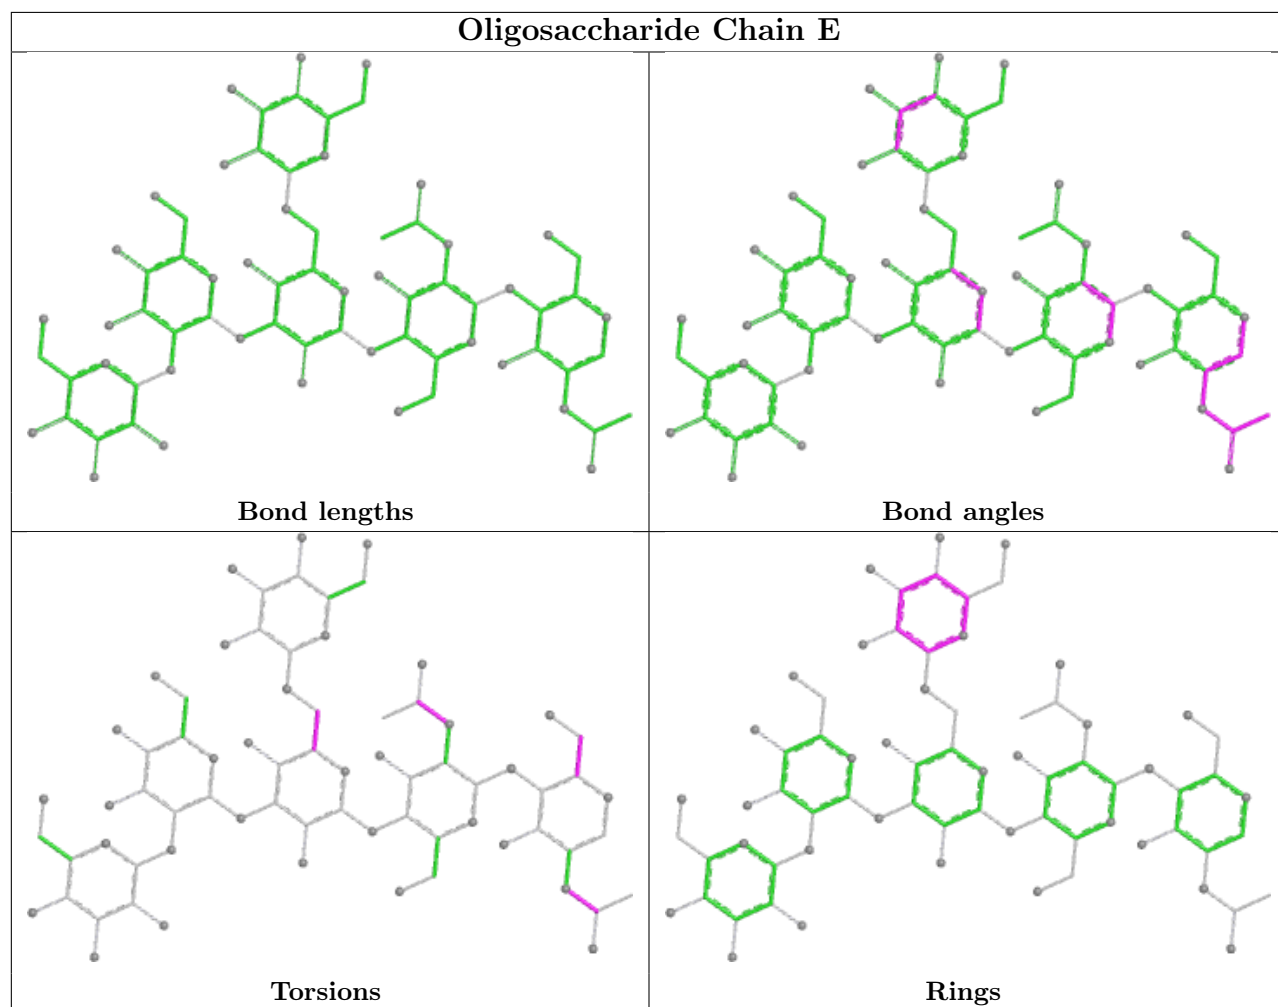 Oligosaccharide Chain E
Bond lengths
Bond angles
Torsions
Rings